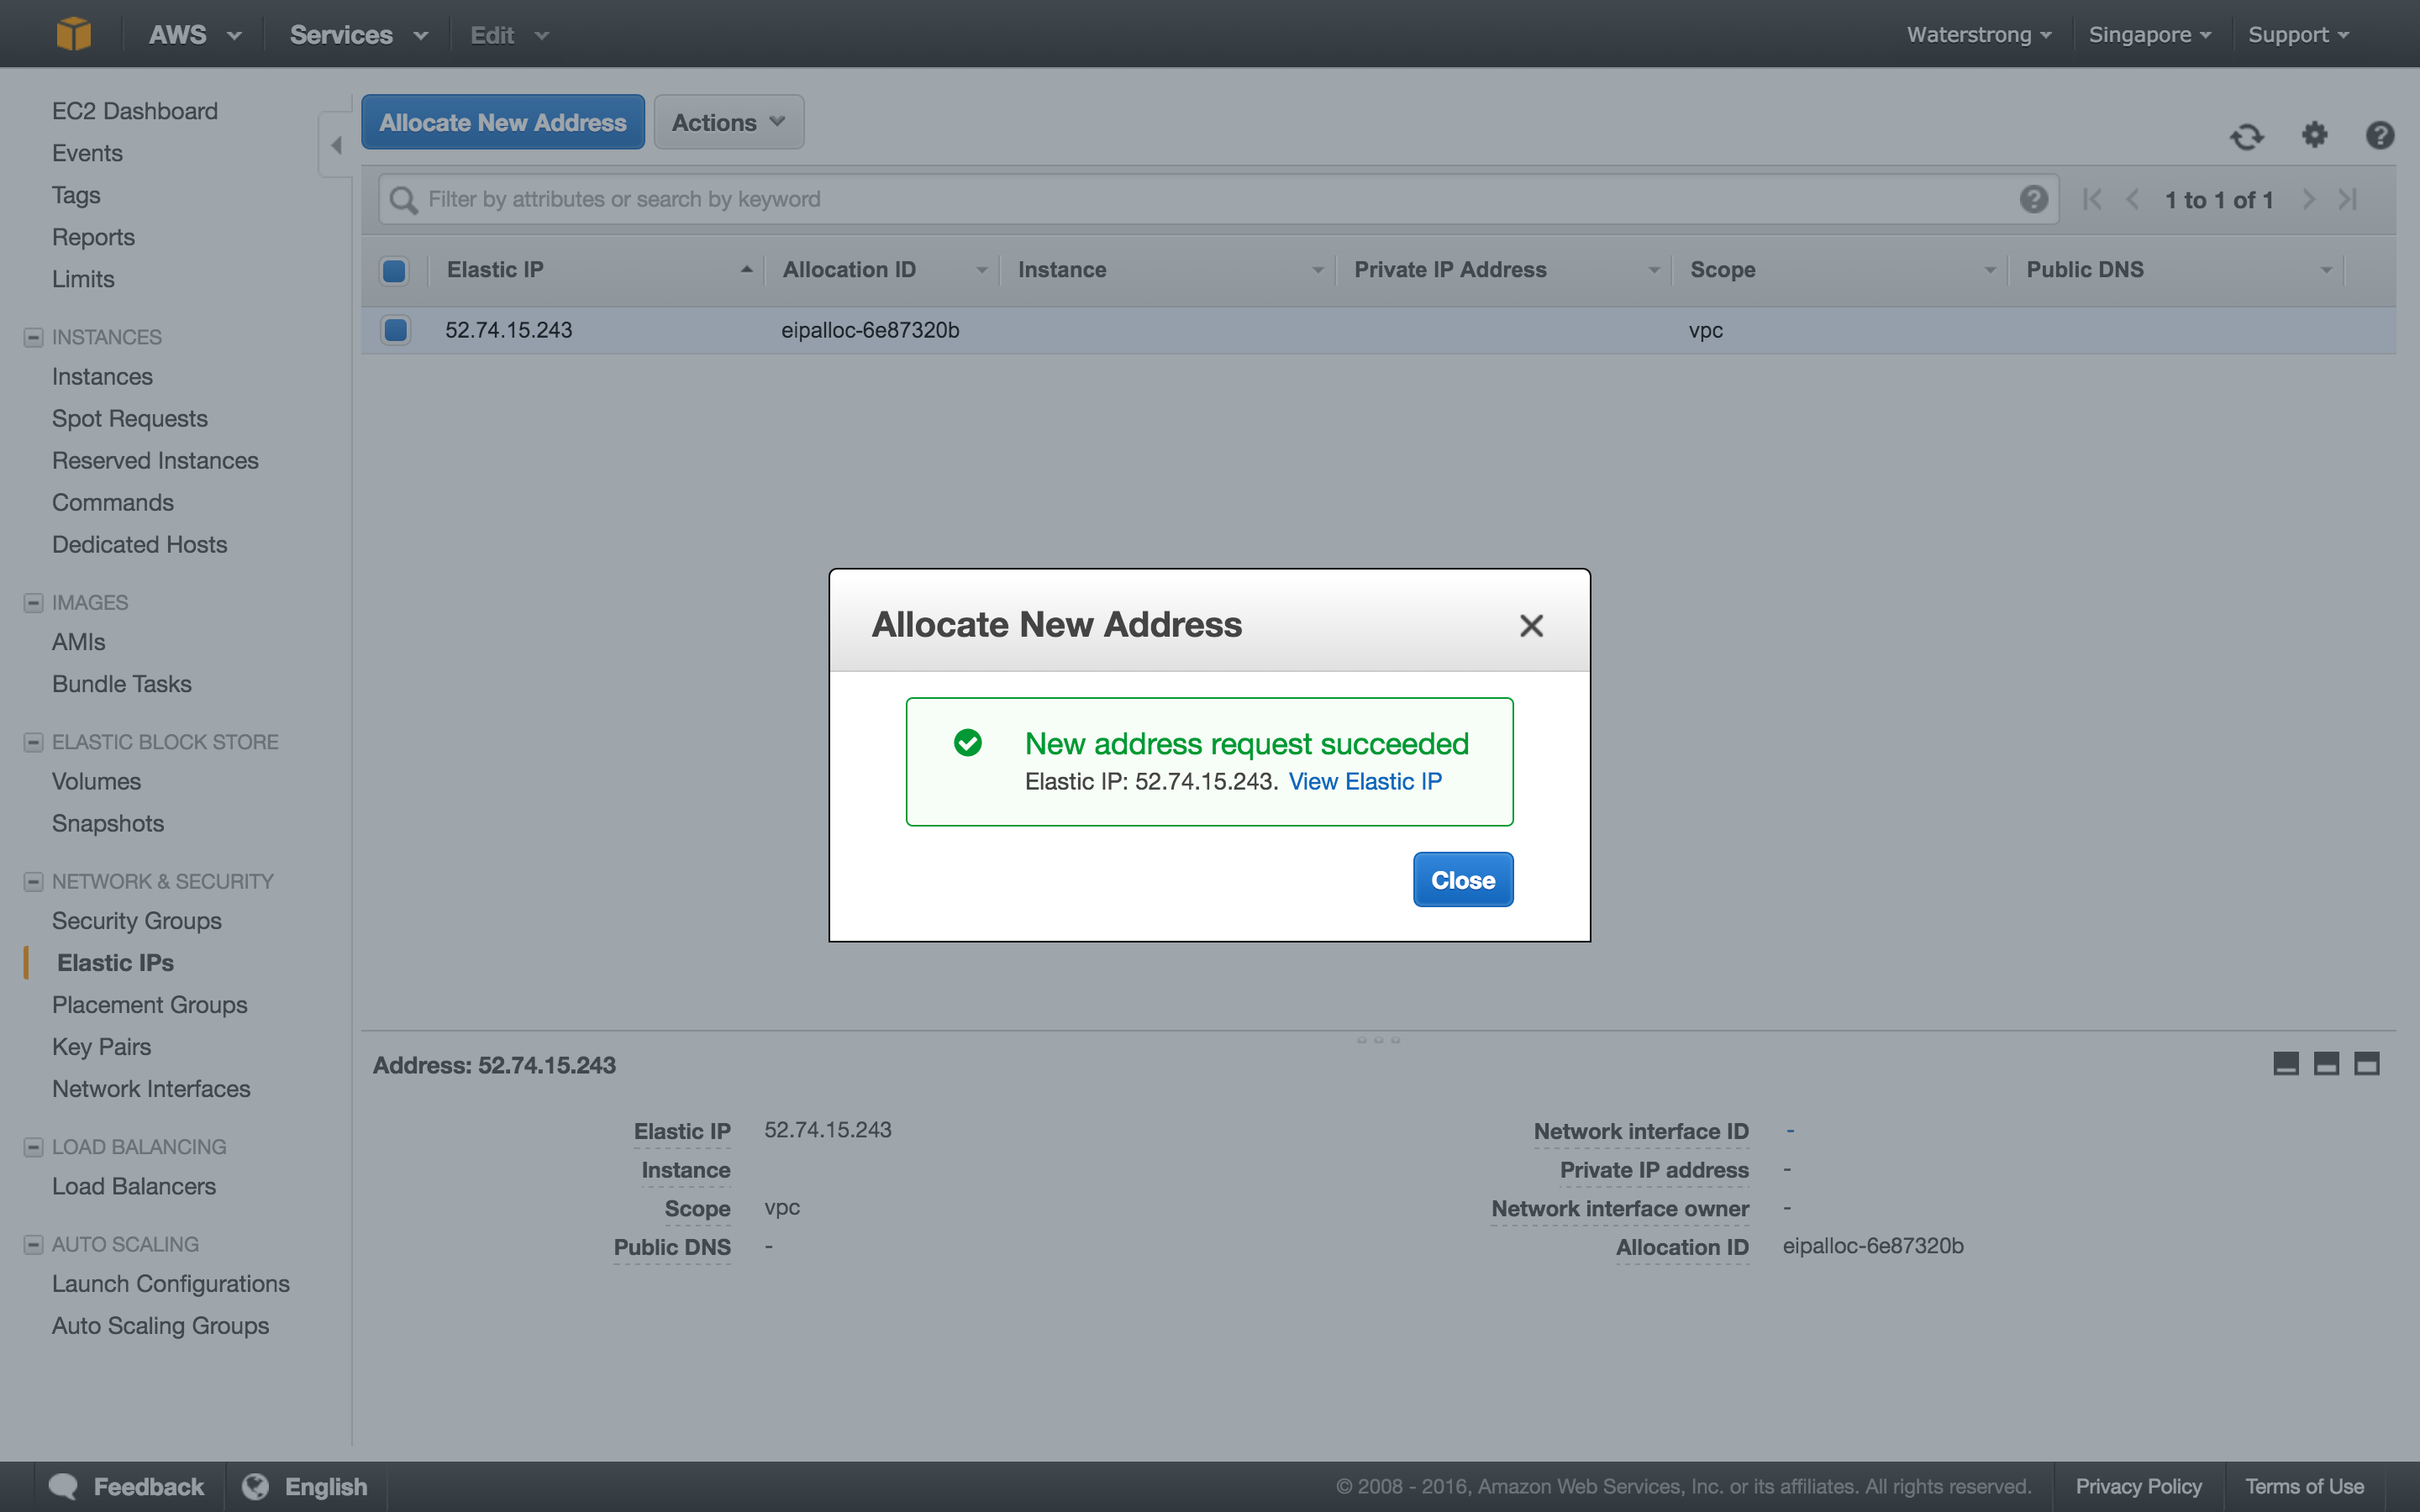 AWS Services Edit Waterstrong Singapore Support
EC2 Dashboard
Events
Tags
Reports
Limits
INSTANCES
Instances
Spot Requests
Reserved Instances
Commands
Dedicated Hosts
IMAGES
AMIs
Bundle Tasks
ELASTIC BLOCK STORE
Volumes
Snapshots
NETWORK & SECURITY
Security Groups
Elastic IPs
Placement Groups
Key Pairs
Network Interfaces
LOAD BALANCING
Load Balancers
AUTO SCALING
Launch Configurations
Auto Scaling Groups
Allocate New Address Actions
Filter by attributes or search by keyword 1 to 1 of 1
Elastic IP Allocation ID Instance Private IP Address Scope Public DNS
52.74.15.243 eipalloc-6e87320b vpc
Allocate New Address
New address request succeeded
Elastic IP: 52.74.15.243. View Elastic IP
Close
Address: 52.74.15.243
Elastic IP 52.74.15.243 Network interface ID -
Instance Private IP address -
Scope vpc Network interface owner -
Public DNS - Allocation ID eipalloc-6e87320b
Feedback English © 2008 - 2016, Amazon Web Services, Inc. or its affiliates. All rights reserved. Privacy Policy Terms of Use